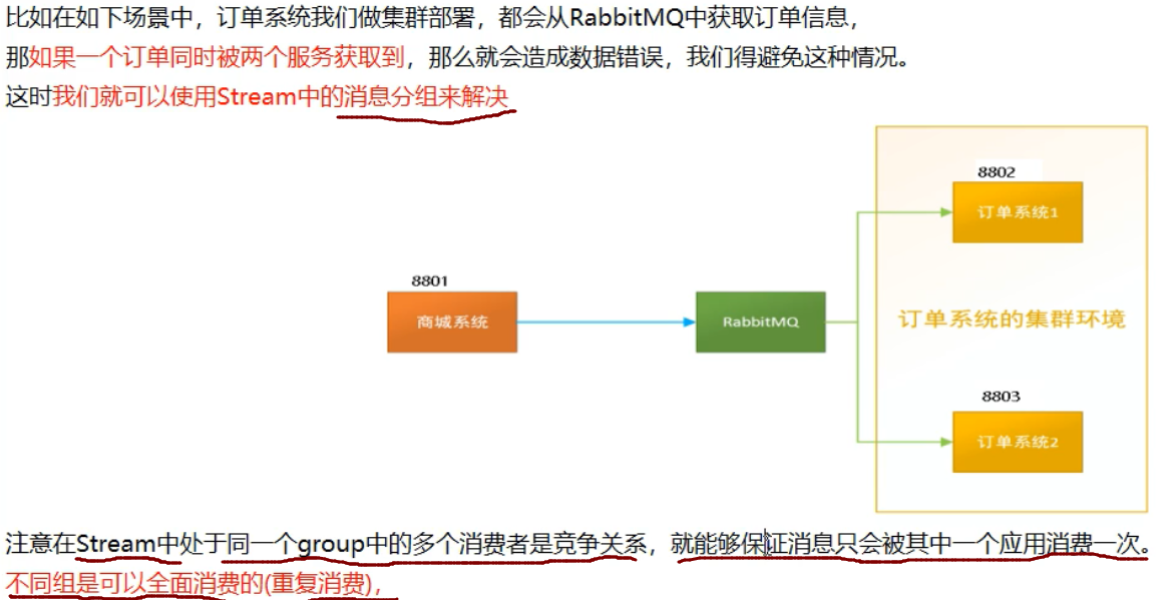 比如在如下场景中，订单系统我们做集群部署，都会从RabbitMQ中获取订单信息，
那如果一个订单同时被两个服务获取到，那么就会造成数据错误，我们得避免这种情况。
这时我们就可以使用Stream中的消息分组来解决
8802
订单系统1
8801
商城系统
RabbitMQ
订单系统的集群环境
8803
订单系统2
注意在Stream中处于同一个group中的多个消费者是竞争关系，就能够保证消息只会被其中一个应用消费一次。
不同组是可以全面消费的(重复消费)，